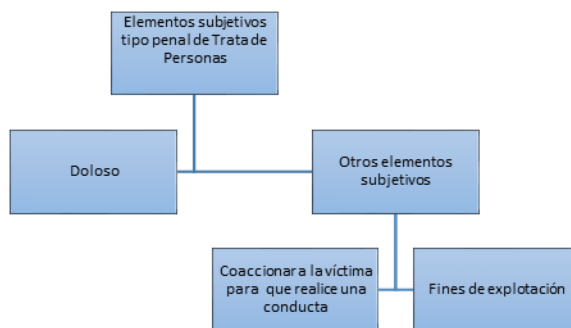 Elementos subjetivos
tipo penal de Trata de
Personas
Doloso
Otros elementos
subjetivos
Coaccionar a la víctima
para que realice una
conducta
Fines de explotación